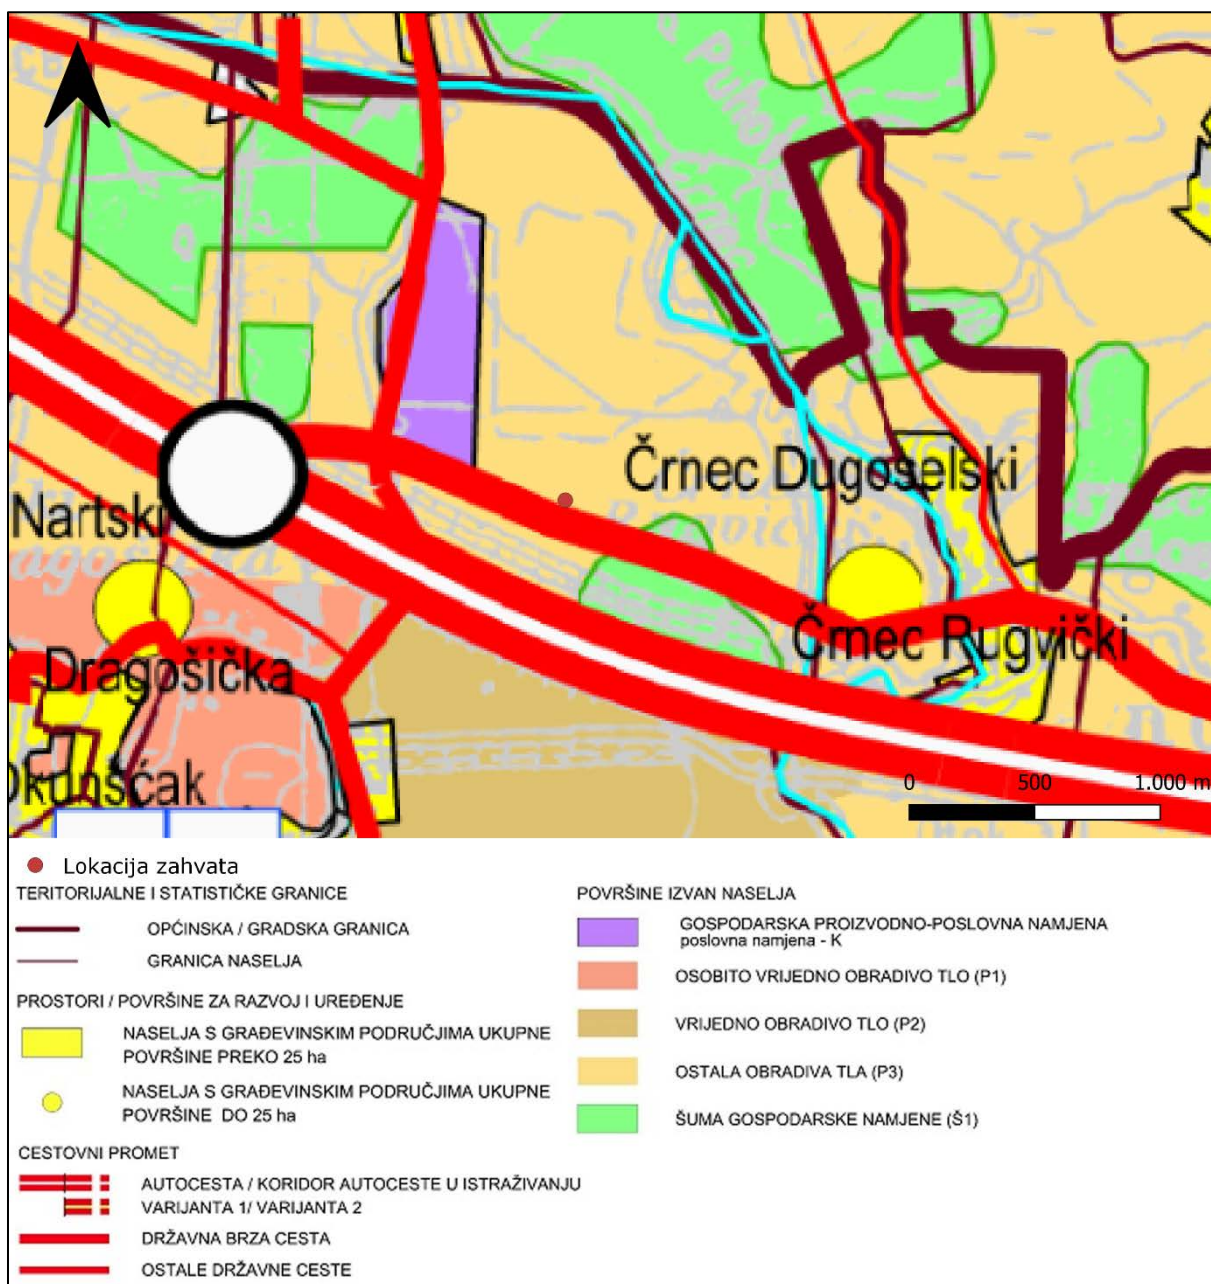 Črnec Dugoselski
Nartski
Črnec Rugvički
Dragošička
Okunšćak
0 500 1.000 m
Lokacija zahvata
TERITORIJALNE I STATISTIČKE GRANICE
OPĆINSKA / GRADSKA GRANICA
GRANICA NASELJA
PROSTORI / POVRŠINE ZA RAZVOJ I UREĐENJE
NASELJA S GRAĐEVINSKIM PODRUČJIMA UKUPNE
POVRŠINE PREKO 25 ha
NASELJA S GRAĐEVINSKIM PODRUČJIMA UKUPNE
POVRŠINE DO 25 ha
CESTOVNI PROMET
AUTOCESTA / KORIDOR AUTOCESTE U ISTRAŽIVANJU
VARIJANTA 1/ VARIJANTA 2
DRŽAVNA BRZA CESTA
OSTALE DRŽAVNE CESTE
POVRŠINE IZVAN NASELJA
GOSPODARSKA PROIZVODNO-POSLOVNA NAMJENA
poslovna namjena - K
OSOBITO VRIJEDNO OBRADIVO TLO (P1)
VRIJEDNO OBRADIVO TLO (P2)
OSTALA OBRADIVA TLA (P3)
ŠUMA GOSPODARSKE NAMJENE (Š1)